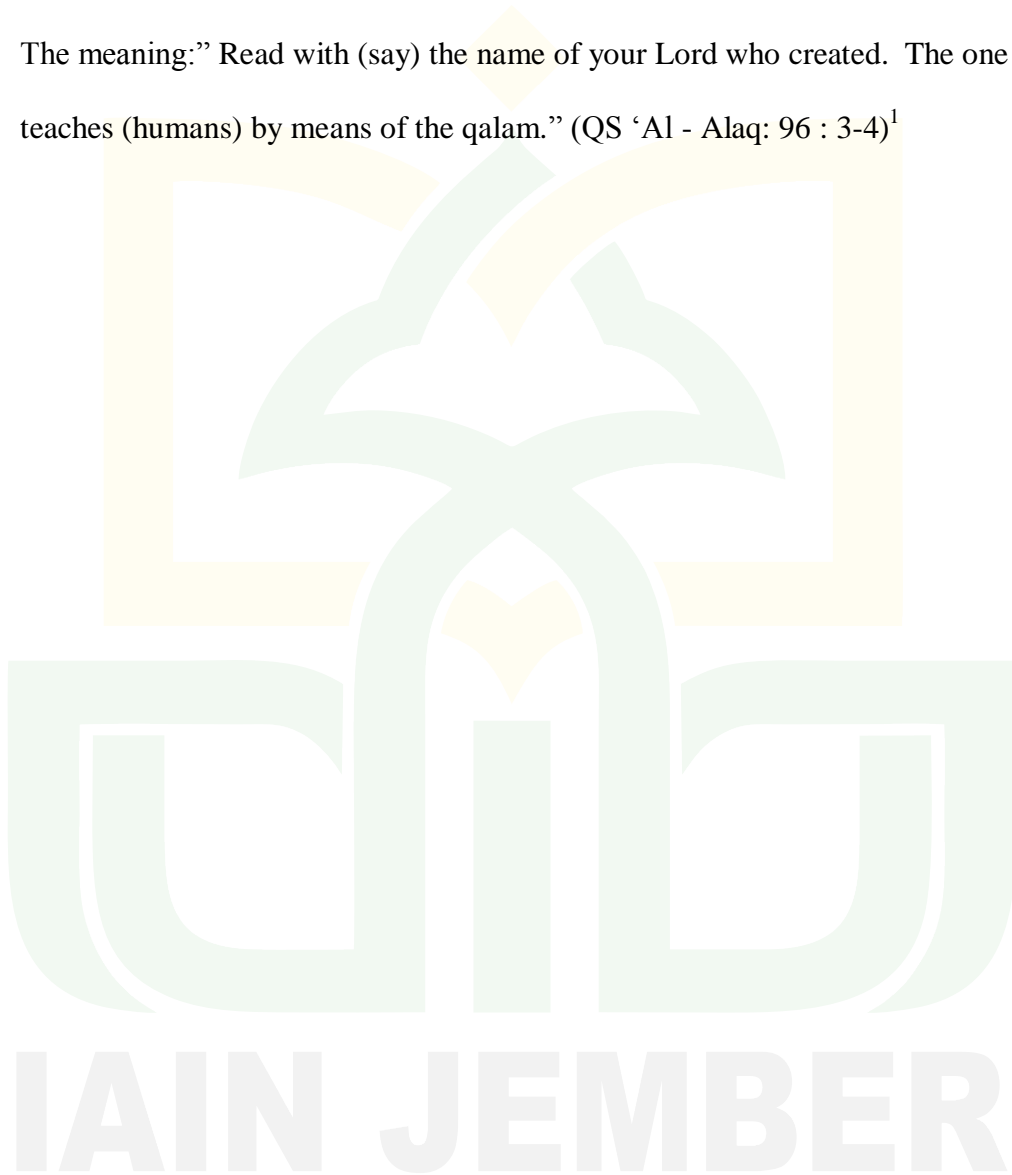 The meaning:” Read with (say) the name of your Lord who created.  The one
teaches (humans) by means of the qalam.” (QS ‘Al - Alaq: 96 : 3-4)1
IAIN JEMBER